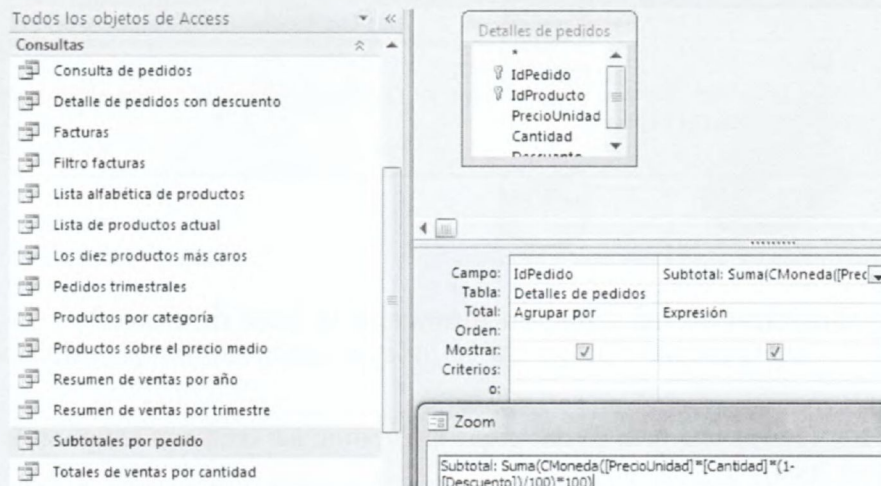 Todos los objetos de Access
Consultas
Consulta de pedidos
Detalle de pedidos con descuento
Facturas
Filtro facturas
Lista alfabética de productos
Lista de productos actual
Los diez productos más caros
Pedidos trimestrales
Productos por categoría
Productos sobre el precio medio
Resumen de ventas por año
Resumen de ventas por trimestre
Subtotales por pedido
Totales de ventas por cantidad
Detalles de pedidos
*
IdPedido
IdProducto
PrecioUnidad
Cantidad
Descuento
Campo: IdPedido Subtotal: Suma(CMoneda([Prec
Tabla: Detalles de pedidos
Total: Agrupar por Expresión
Orden:
Mostrar:
Criterios:
o:
Zoom
Subtotal: Suma(CMoneda([PrecioUnidad]*[Cantidad]*(1-
[Descuento])/100)*100)